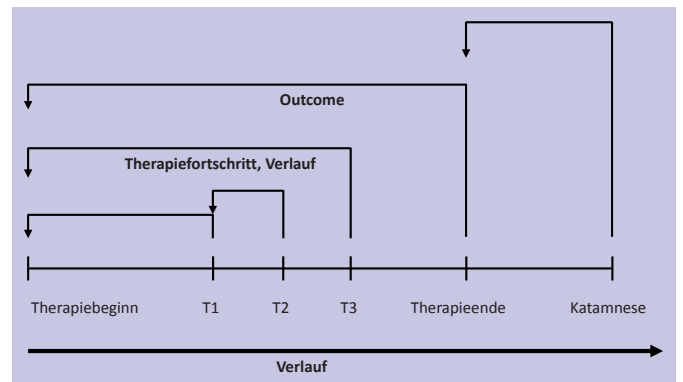 Outcome
Therapiefortschritt, Verlauf
Therapiebeginn T1 T2 T3 Therapieende Katamnese
Verlauf